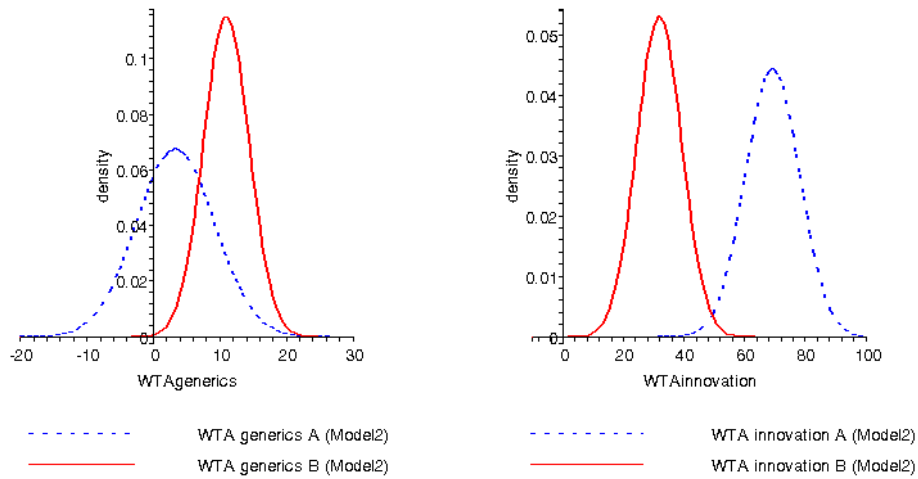 0.1
0.08
0.06
0.04
0.02
0
density
-20 -10 0 10 20 30
WTAgenerics
WTA generics A (Model2)
WTA generics B (Model2)
0.05
0.04
0.03
0.02
0.01
0
density
0 20 40 60 80 100
WTAinnovation
WTA innovation A (Model2)
WTA innovation B (Model2)